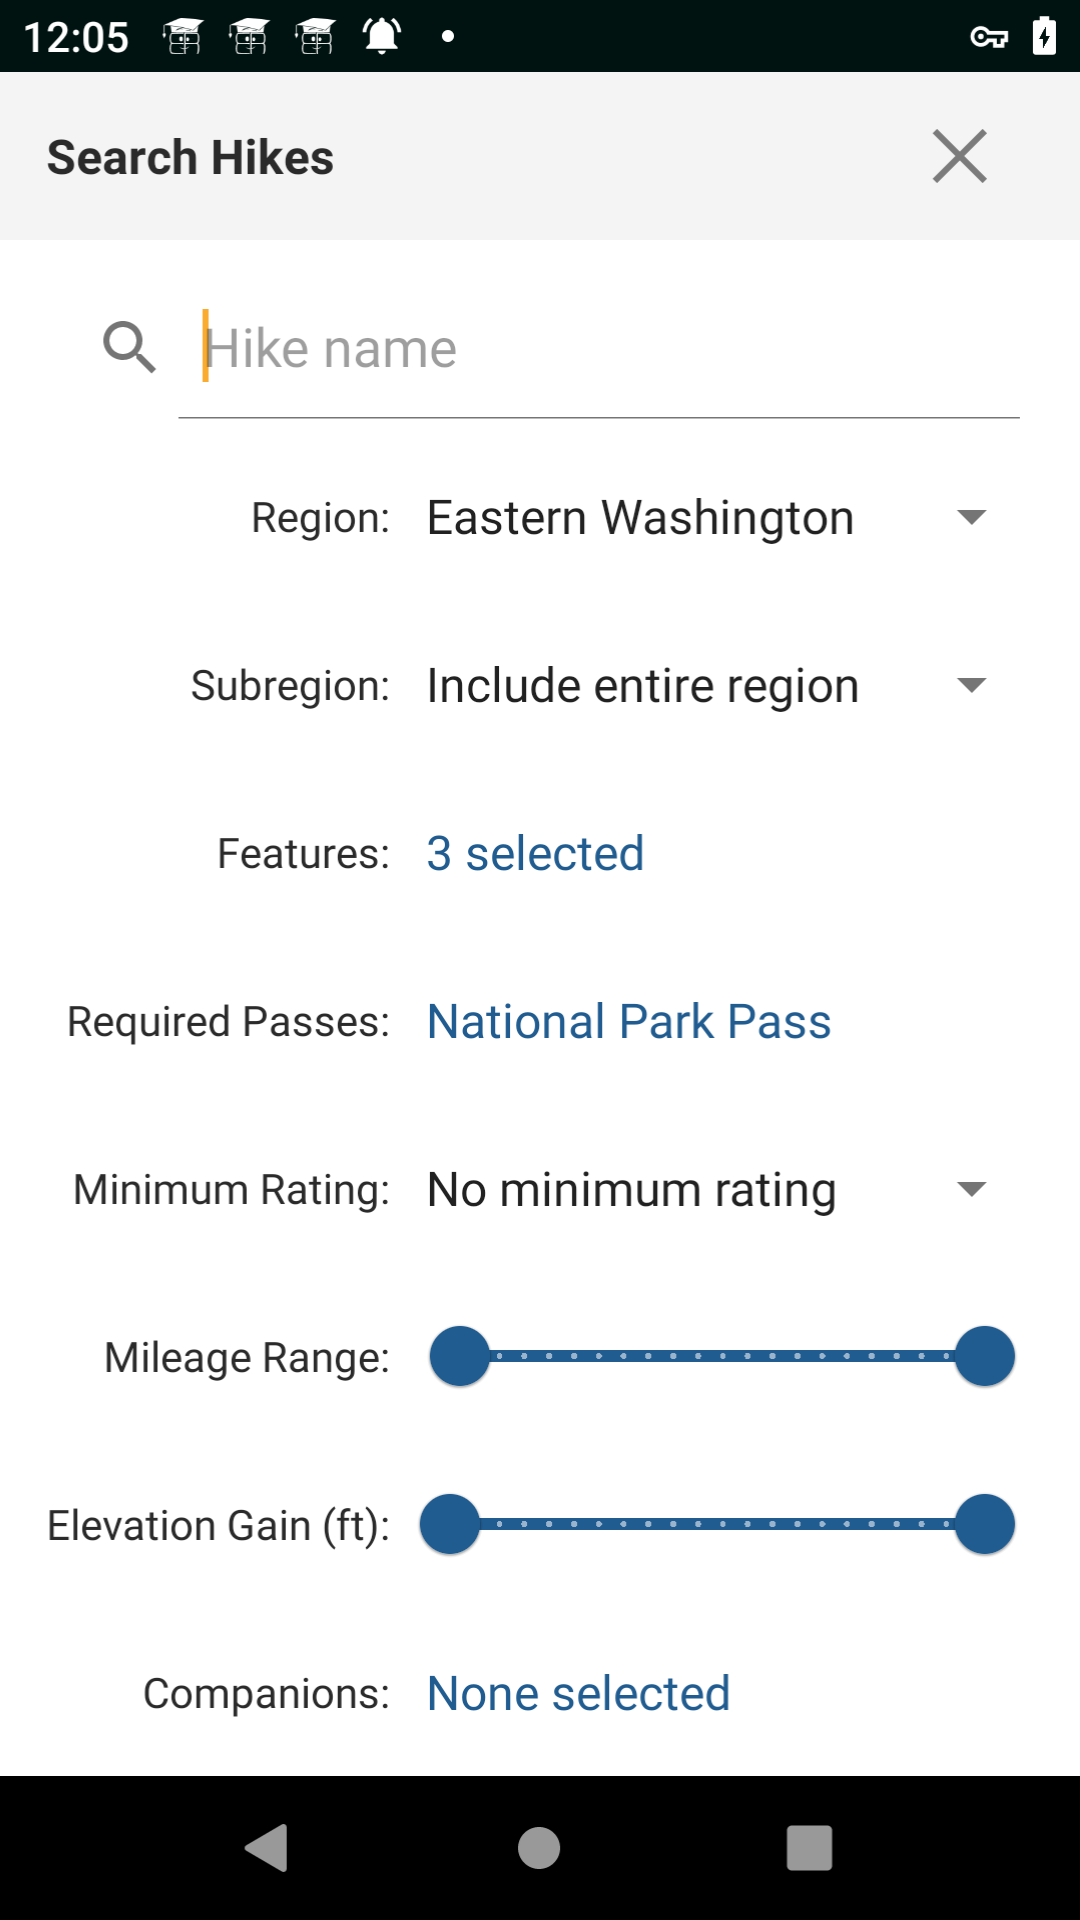 12:05
Search Hikes
Hike name
Region: Eastern Washington
Subregion: Include entire region
Features: 3 selected
Required Passes: National Park Pass
Minimum Rating: No minimum rating
Mileage Range:
Elevation Gain (ft):
Companions: None selected